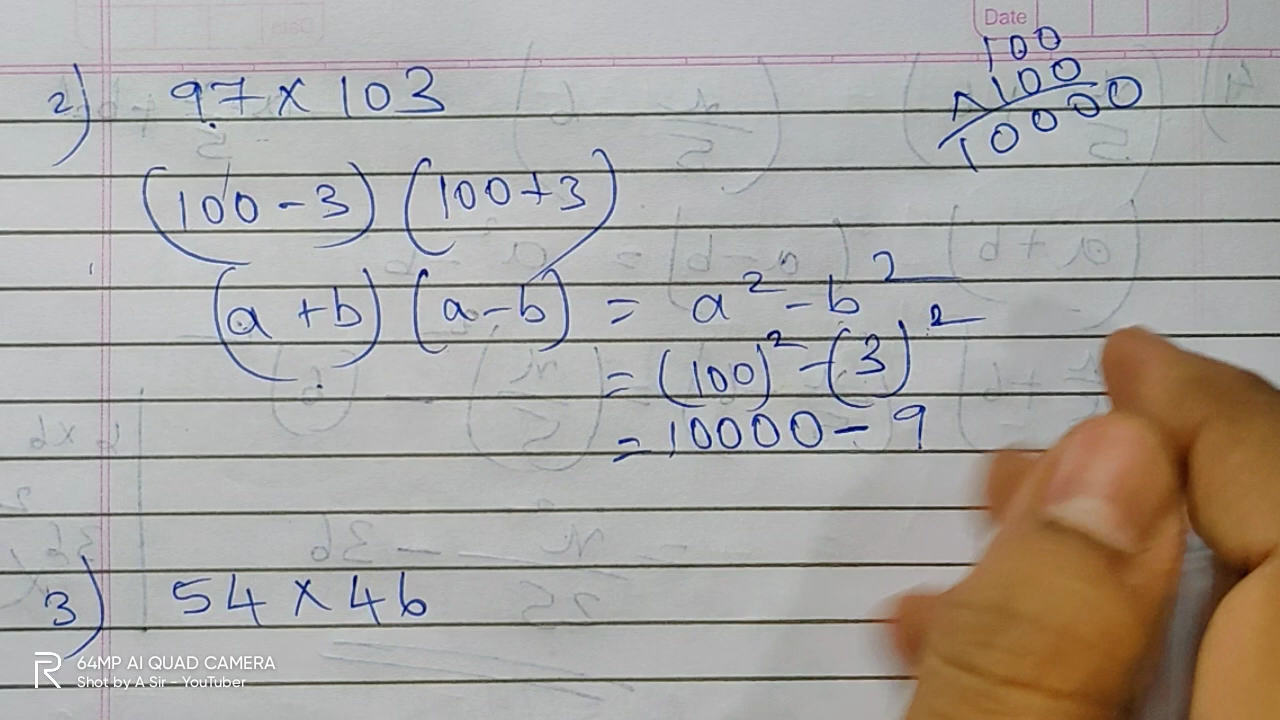 Date
100
× 100
10000
2) 97 × 103
(100 - 3) (100 + 3)
(a + b) (a - b) = a² - b²
= (100)² - (3)²
= 10000 - 9
3) 54 × 46
64MP AI QUAD CAMERA
Shot by A Sir - YouTuber